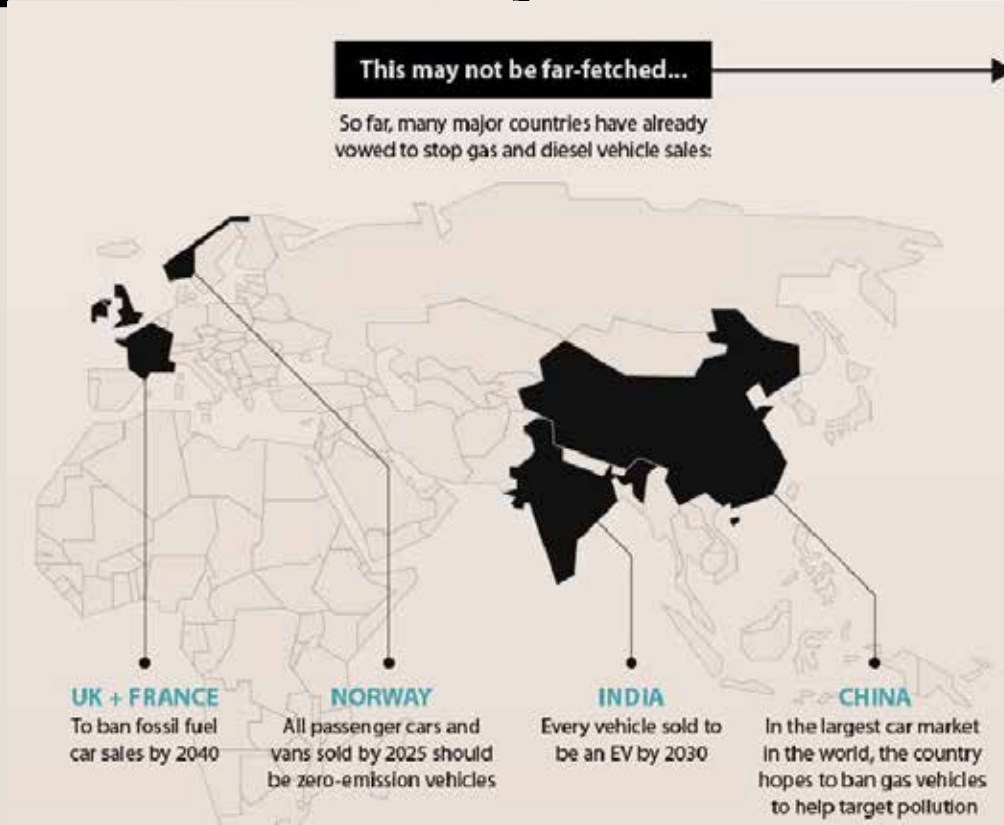 This may not be far-fetched...
So far, many major countries have already
vowed to stop gas and diesel vehicle sales:
UK + FRANCE
To ban fossil fuel
car sales by 2040
NORWAY
All passenger cars and
vans sold by 2025 should
be zero-emission vehicles
INDIA
Every vehicle sold to
be an EV by 2030
CHINA
In the largest car market
in the world, the country
hopes to ban gas vehicles
to help target pollution